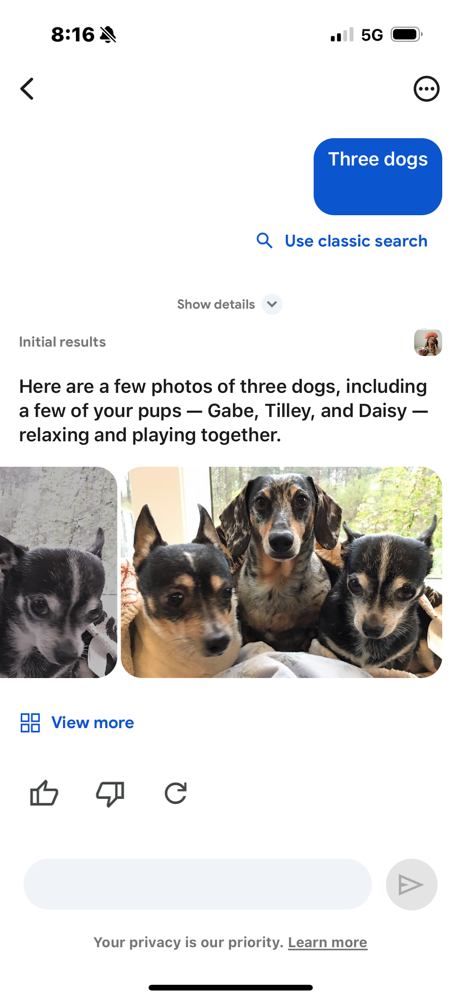 8:16
5G
Three dogs
Use classic search
Show details
Initial results
Here are a few photos of three dogs, including
a few of your pups — Gabe, Tilley, and Daisy —
relaxing and playing together.
View more
Your privacy is our priority. Learn more